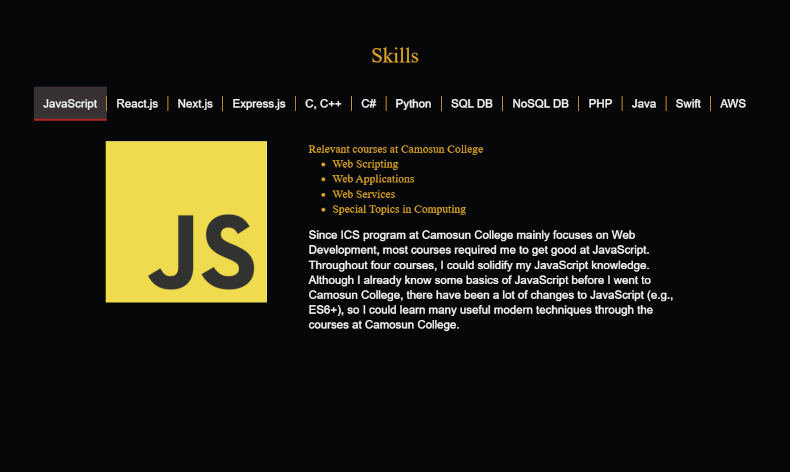 Skills
JavaScript React.js Next.js Express.js C, C++ C# Python SQL DB NoSQL DB PHP Java Swift AWS
JS
Relevant courses at Camosun College
• Web Scripting
• Web Applications
• Web Services
• Special Topics in Computing
Since ICS program at Camosun College mainly focuses on Web
Development, most courses required me to get good at JavaScript.
Throughout four courses, I could solidify my JavaScript knowledge.
Although I already know some basics of JavaScript before I went to
Camosun College, there have been a lot of changes to JavaScript (e.g.,
ES6+), so I could learn many useful modern techniques through the
courses at Camosun College.